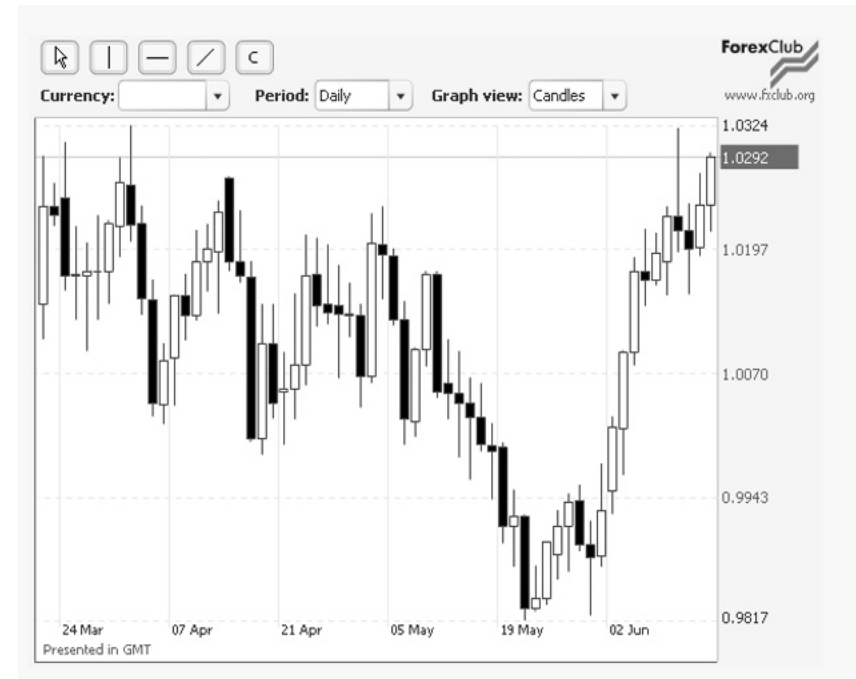 C
ForexClub
www.fxclub.org
Currency: Period: Daily Graph view: Candles
1.0324
1.0292
1.0197
1.0070
0.9943
0.9817
24 Mar 07 Apr 21 Apr 05 May 19 May 02 Jun
Presented in GMT